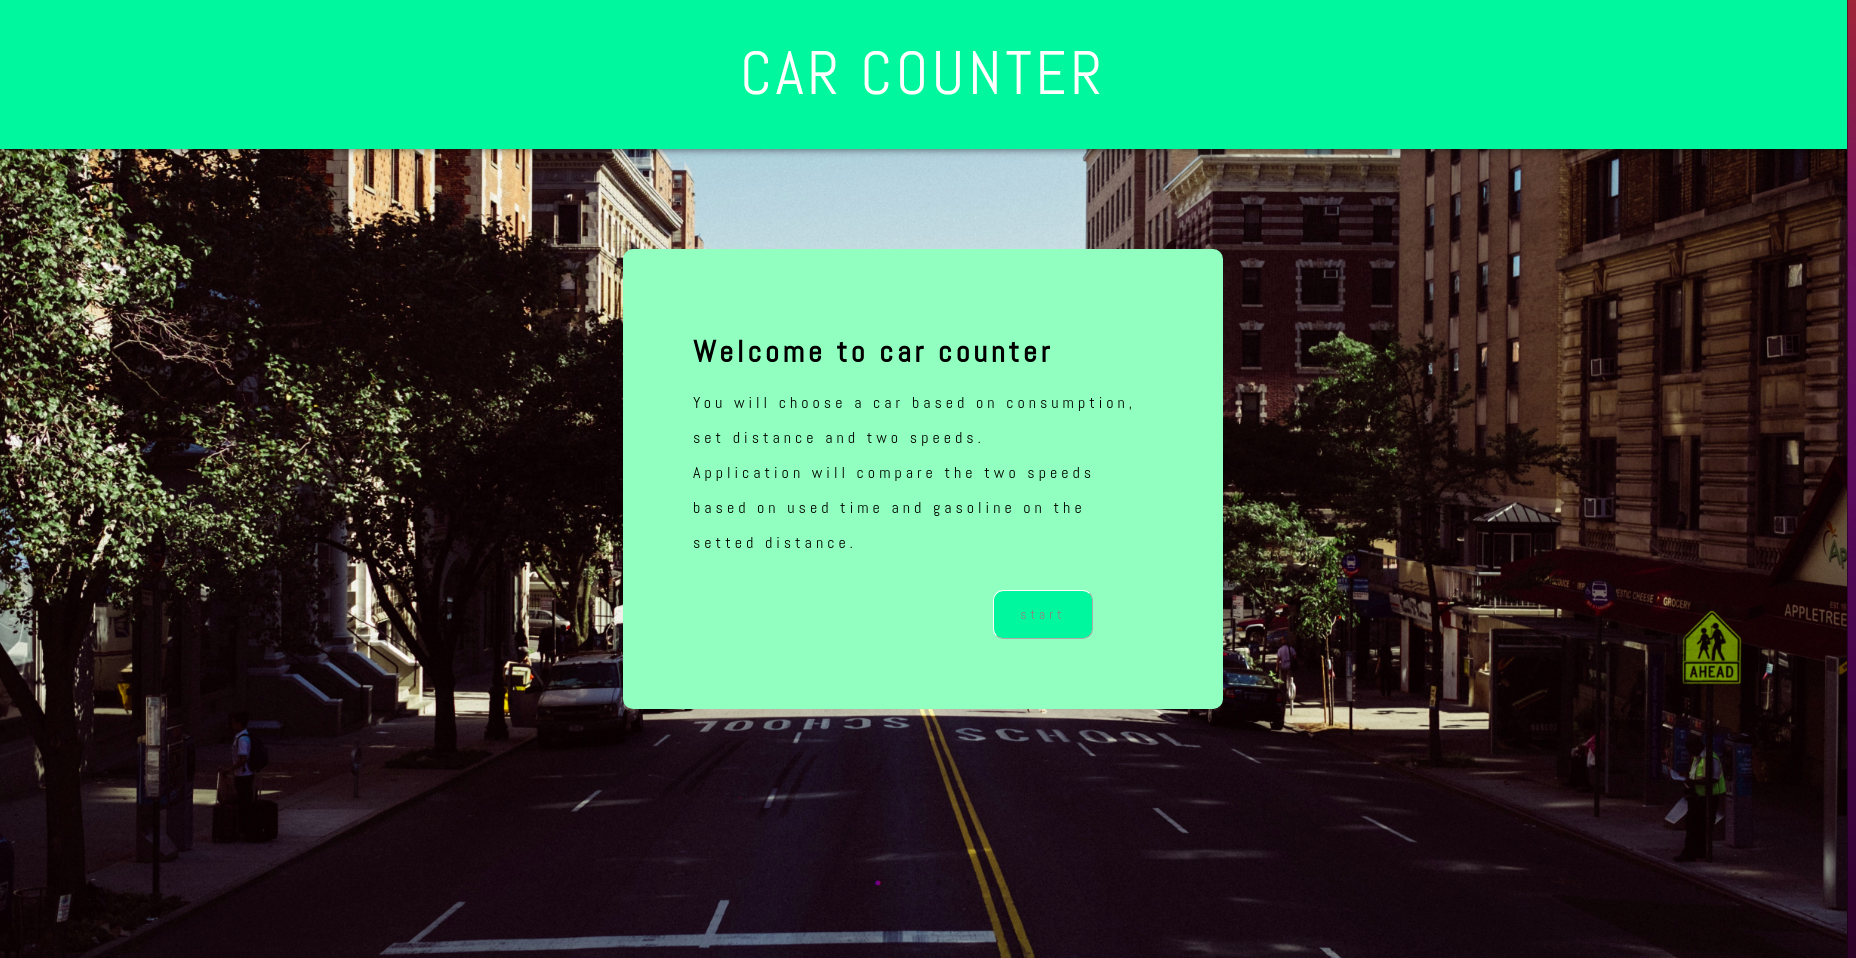 CAR COUNTER
Welcome to car counter
You will choose a car based on consumption,
set distance and two speeds.
Application will compare the two speeds
based on used time and gasoline on the
setted distance.
start
GROCERY
APPLETREE
AHEAD
SCHOOL SCHOOL